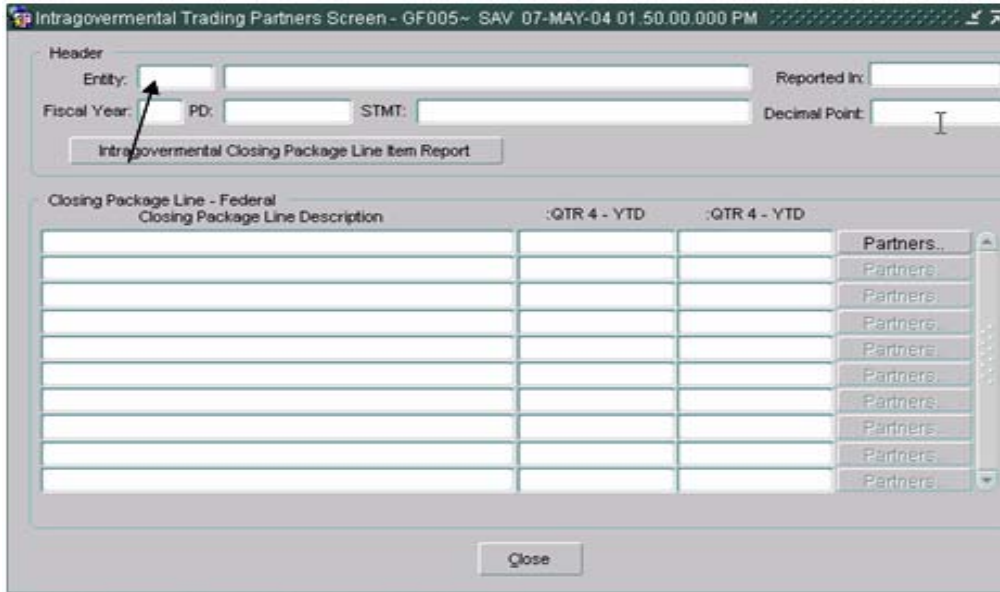 Intragovermental Trading Partners Screen - GF005~ SAV 07-MAY-04 01.50.00.000 PM
Header
Entity: Reported In:
Fiscal Year: PD: STMT: Decimal Point:
Intragovermental Closing Package Line Item Report
Closing Package Line - Federal
Closing Package Line Description :QTR 4 - YTD :QTR 4 - YTD
Partners..
Partners..
Partners..
Partners..
Partners..
Partners..
Partners..
Partners..
Partners..
Partners..
Close